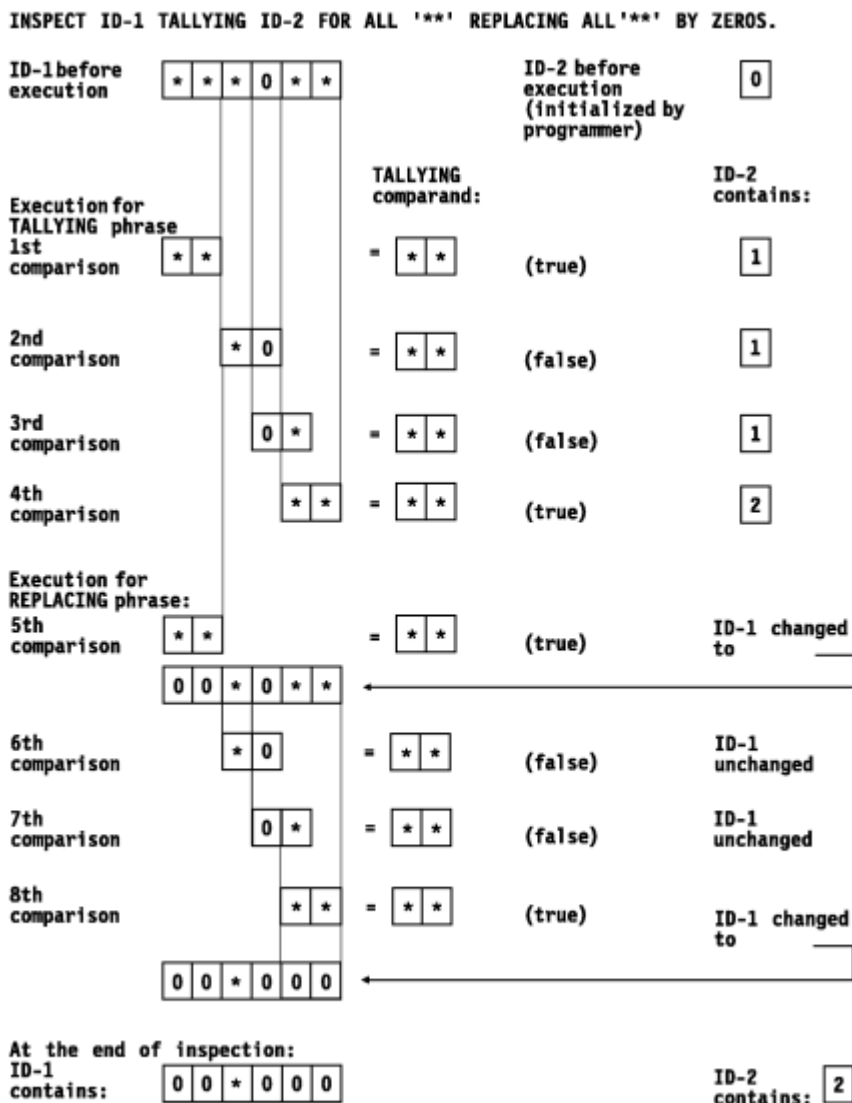 INSPECT ID-1 TALLYING ID-2 FOR ALL '**' REPLACING ALL '**' BY ZEROS.
ID-1 before execution
* * * 0 * *
ID-2 before execution (initialized by programmer)
0
TALLYING comparand:
ID-2 contains:
Execution for TALLYING phrase
1st comparison
* * = * * (true) 1
2nd comparison
* 0 = * * (false) 1
3rd comparison
0 * = * * (false) 1
4th comparison
* * = * * (true) 2
Execution for REPLACING phrase:
5th comparison
* * = * * (true) ID-1 changed to
0 0 * 0 * *
6th comparison
* 0 = * * (false) ID-1 unchanged
7th comparison
0 * = * * (false) ID-1 unchanged
8th comparison
* * = * * (true) ID-1 changed to
0 0 * 0 0 0
At the end of inspection:
ID-1 contains:
0 0 * 0 0 0
ID-2 contains:
2